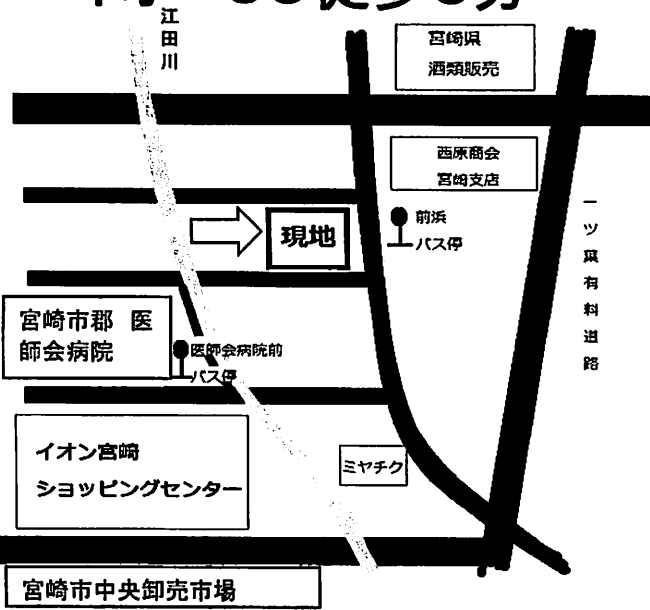 徒歩
分
江田川
宮崎県
酒類販売
西原商会
宮崎支店
現地
前浜
バス停
一ツ葉有料道路
宮崎市郡 医
師会病院
医師会病院前
バス停
イオン宮崎
ショッピングセンター
ミヤチク
宮崎市中央卸売市場